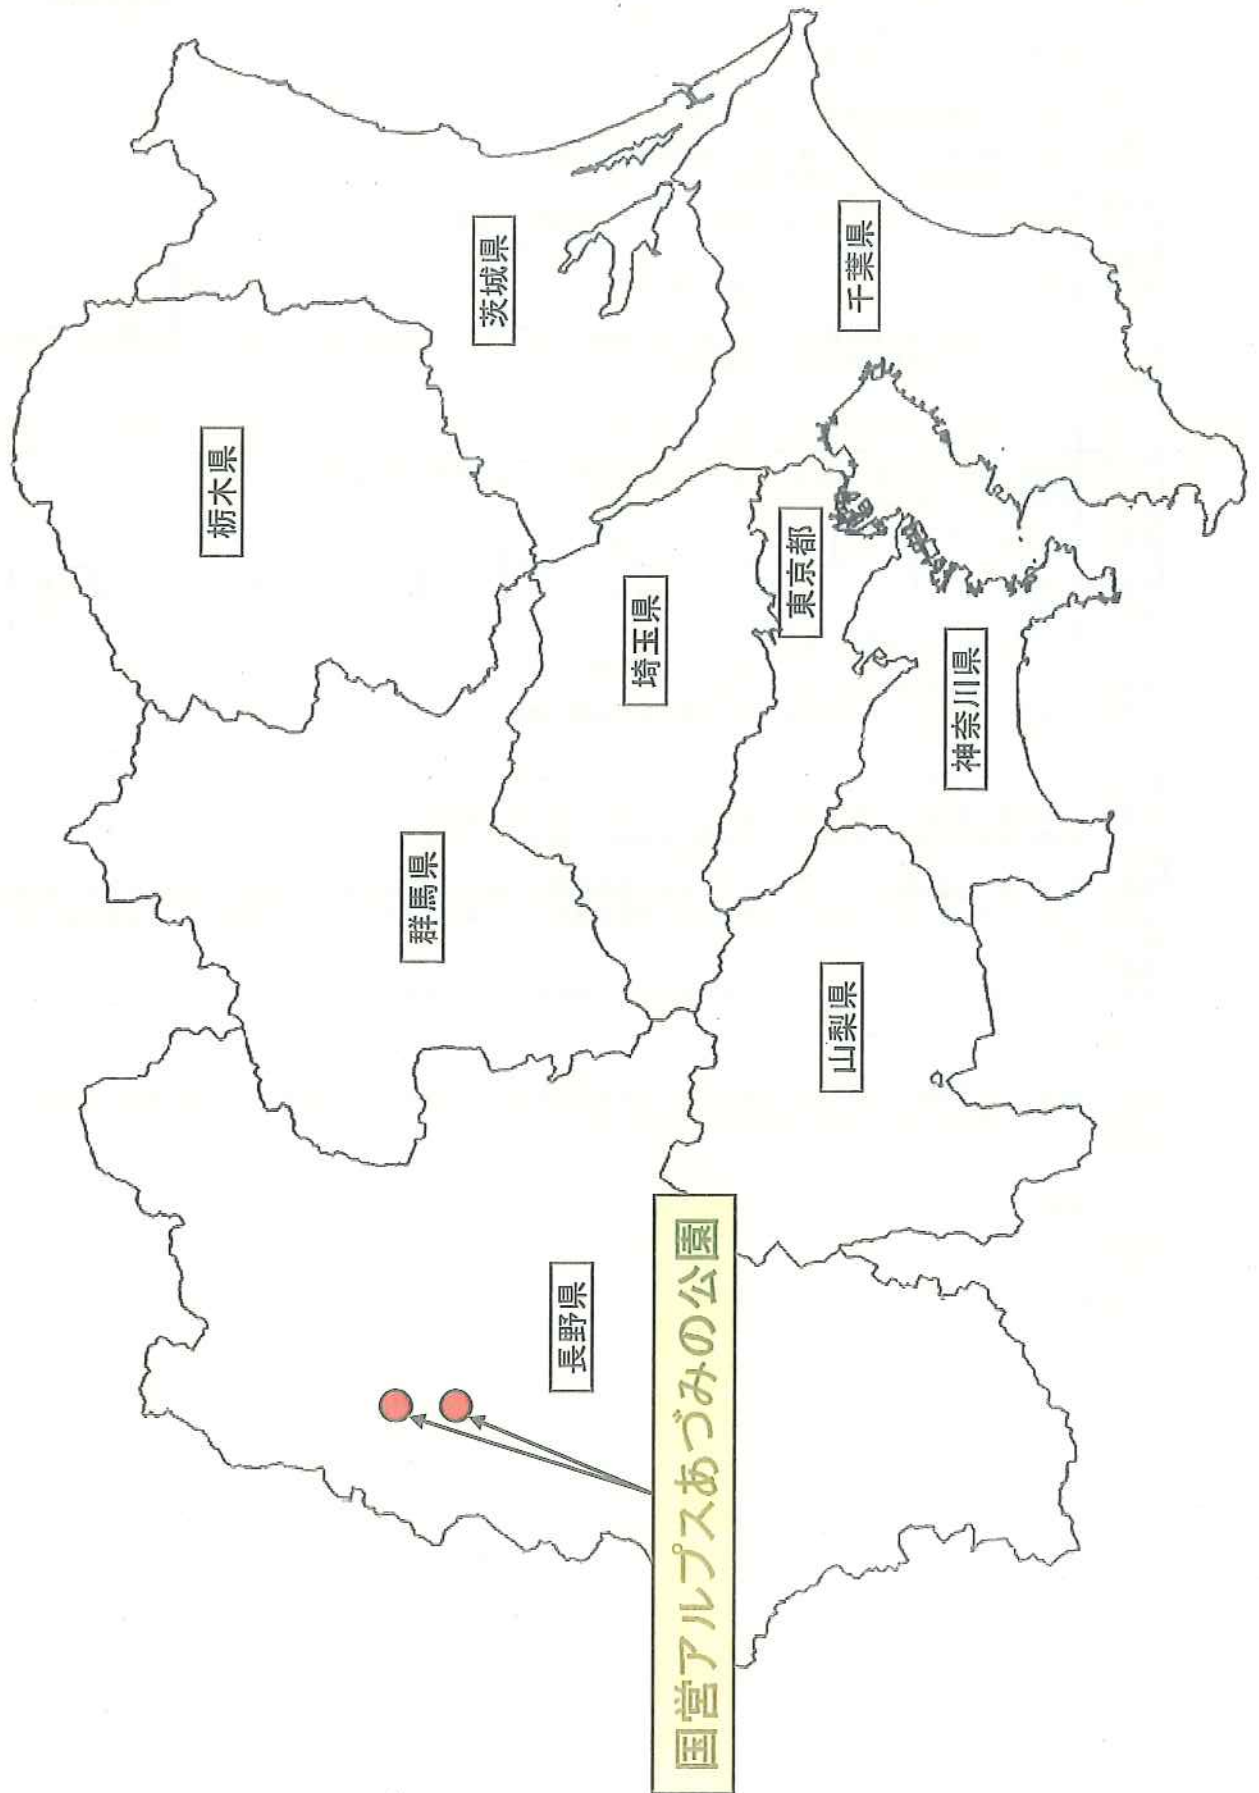 栃木県
群馬県
茨城県
長野県
埼玉県
国営アルプスあづみの公園
東京都
山梨県
千葉県
神奈川県